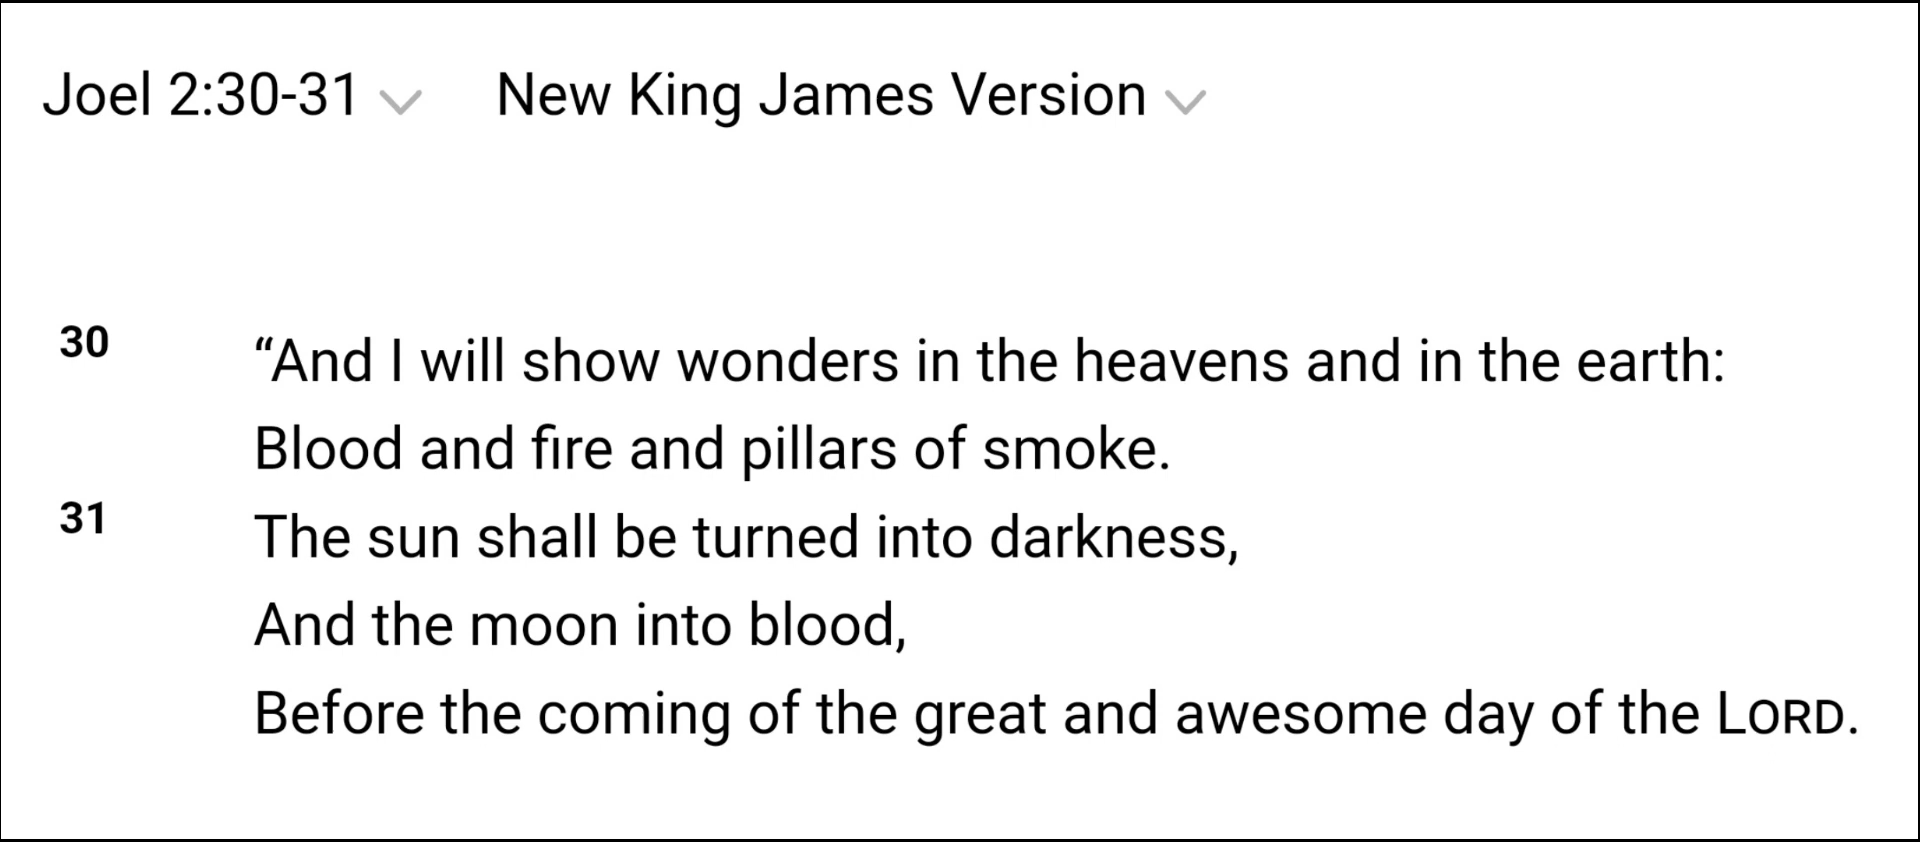 Joel 2:30-31 New King James Version
30 “And I will show wonders in the heavens and in the earth:
Blood and fire and pillars of smoke.
31 The sun shall be turned into darkness,
And the moon into blood,
Before the coming of the great and awesome day of the LORD.